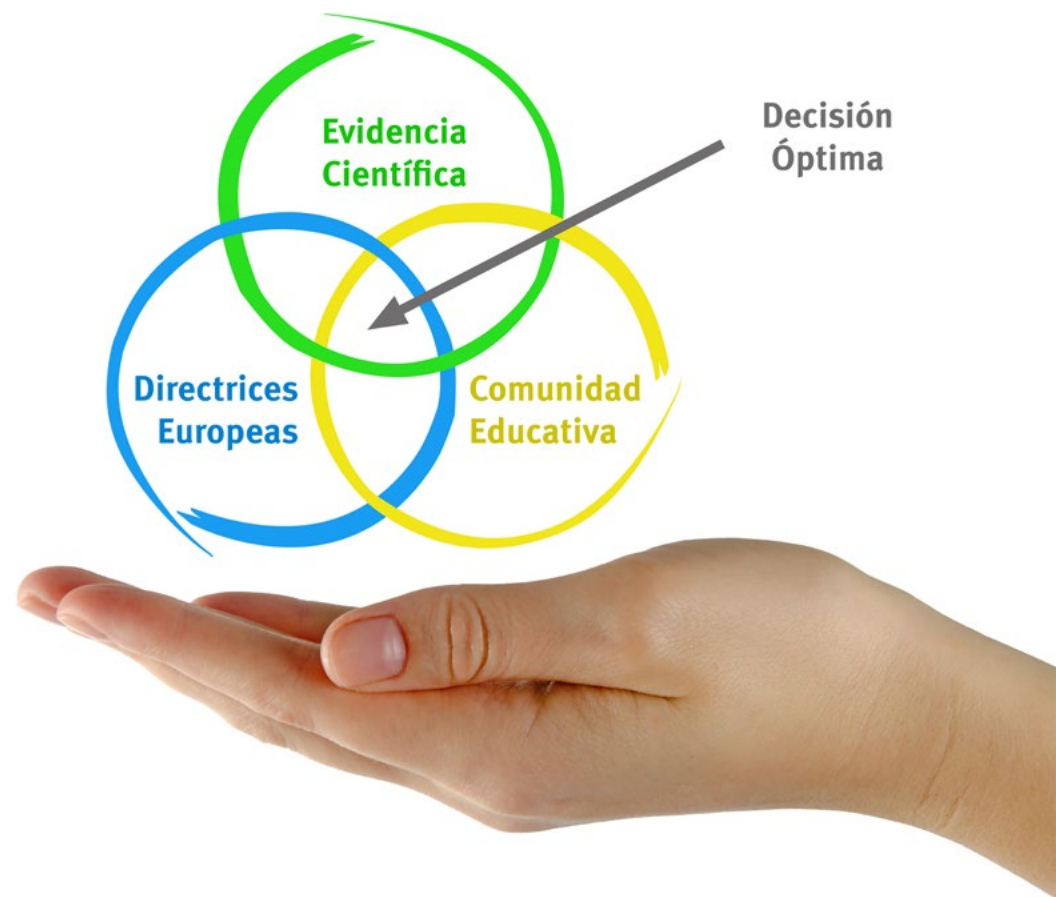 Evidencia
Científica
Decisión
Óptima
Directrices
Europeas
Comunidad
Educativa